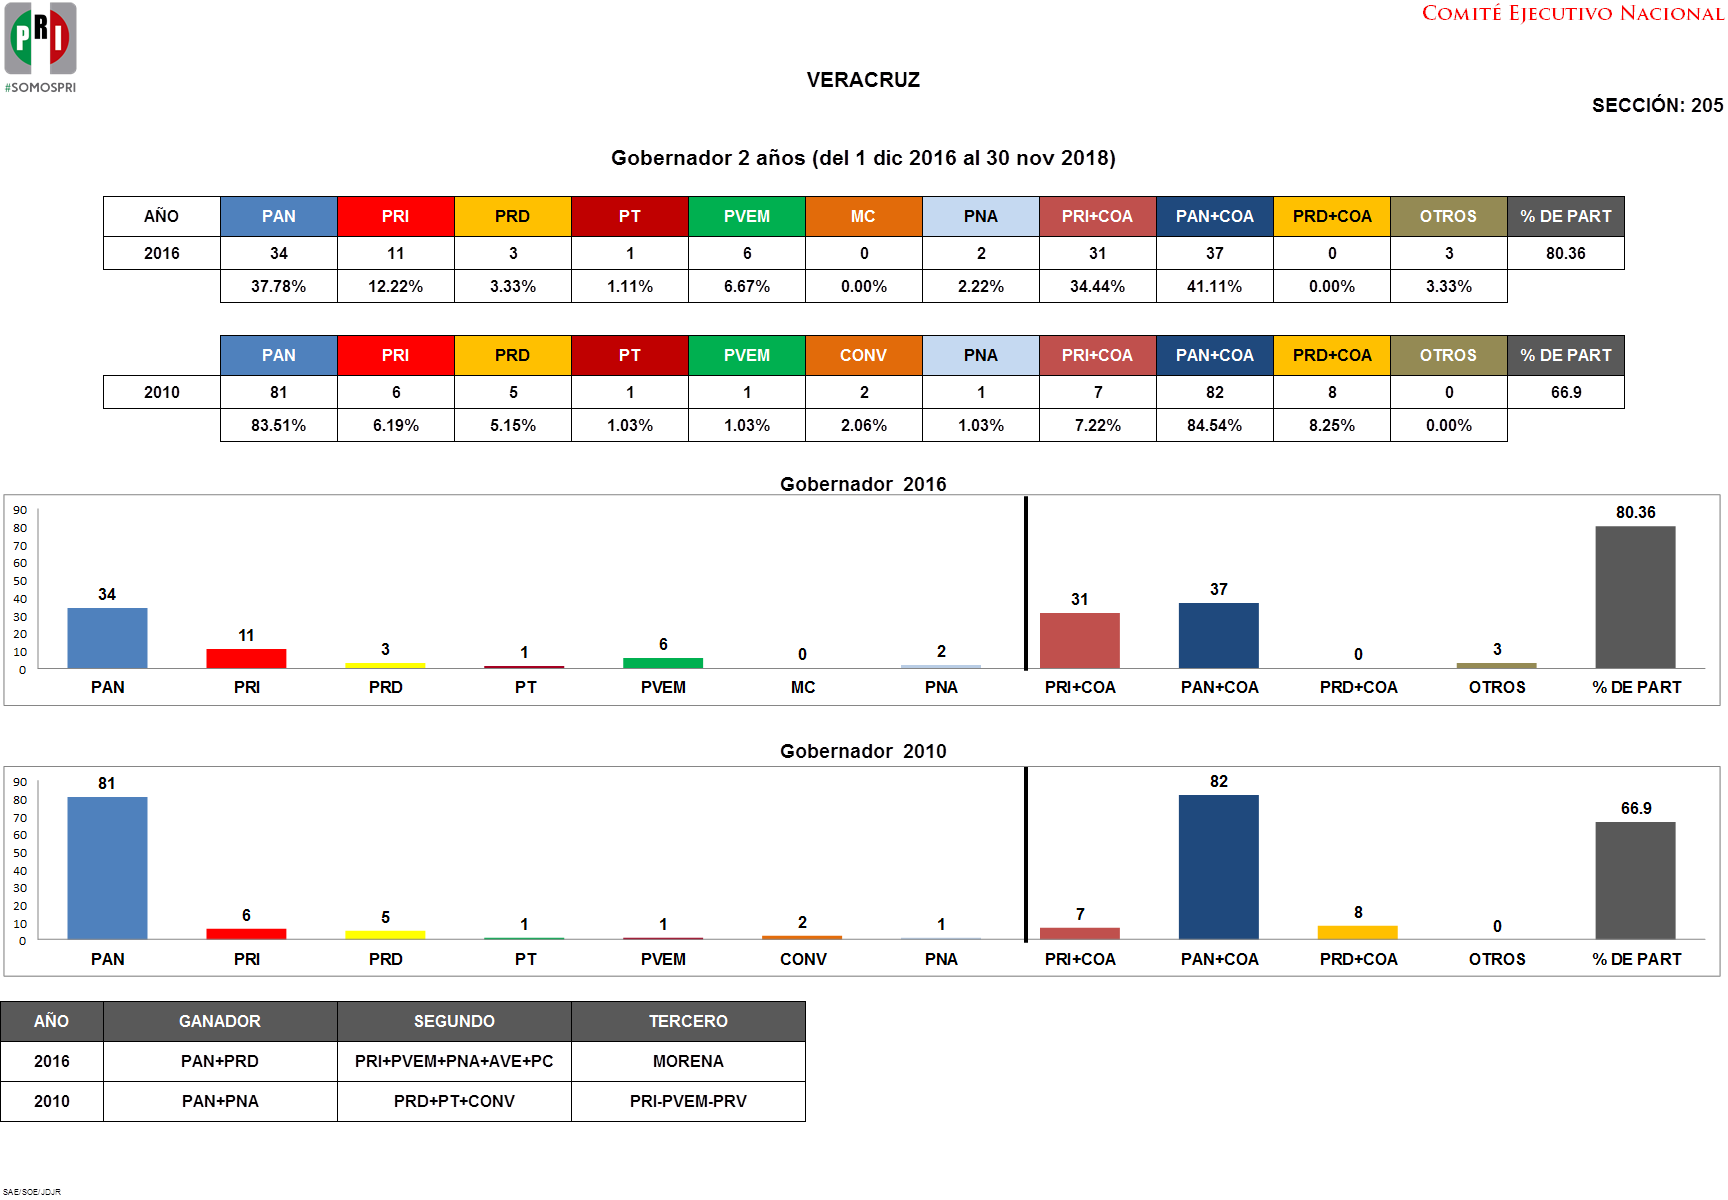 PRI
#SOMOSPRI
COMITÉ EJECUTIVO NACIONAL
VERACRUZ
SECCIÓN: 205
Gobernador 2 años (del 1 dic 2016 al 30 nov 2018)
AÑO PAN PRI PRD PT PVEM MC PNA PRI+COA PAN+COA PRD+COA OTROS % DE PART
2016 34 11 3 1 6 0 2 31 37 0 3 80.36
37.78% 12.22% 3.33% 1.11% 6.67% 0.00% 2.22% 34.44% 41.11% 0.00% 3.33%
PAN PRI PRD PT PVEM CONV PNA PRI+COA PAN+COA PRD+COA OTROS % DE PART
2010 81 6 5 1 1 2 1 7 82 8 0 66.9
83.51% 6.19% 5.15% 1.03% 1.03% 2.06% 1.03% 7.22% 84.54% 8.25% 0.00%
Gobernador 2016
90
80
70
60
50
40
30
20
10
0
34 11 3 1 6 0 2 31 37 0 3 80.36
PAN PRI PRD PT PVEM MC PNA PRI+COA PAN+COA PRD+COA OTROS % DE PART
Gobernador 2010
90
80
70
60
50
40
30
20
10
0
81 6 5 1 1 2 1 7 82 8 0 66.9
PAN PRI PRD PT PVEM CONV PNA PRI+COA PAN+COA PRD+COA OTROS % DE PART
AÑO GANADOR SEGUNDO TERCERO
2016 PAN+PRD PRI+PVEM+PNA+AVE+PC MORENA
2010 PAN+PNA PRD+PT+CONV PRI-PVEM-PRV
SAE/SOE/JDJR